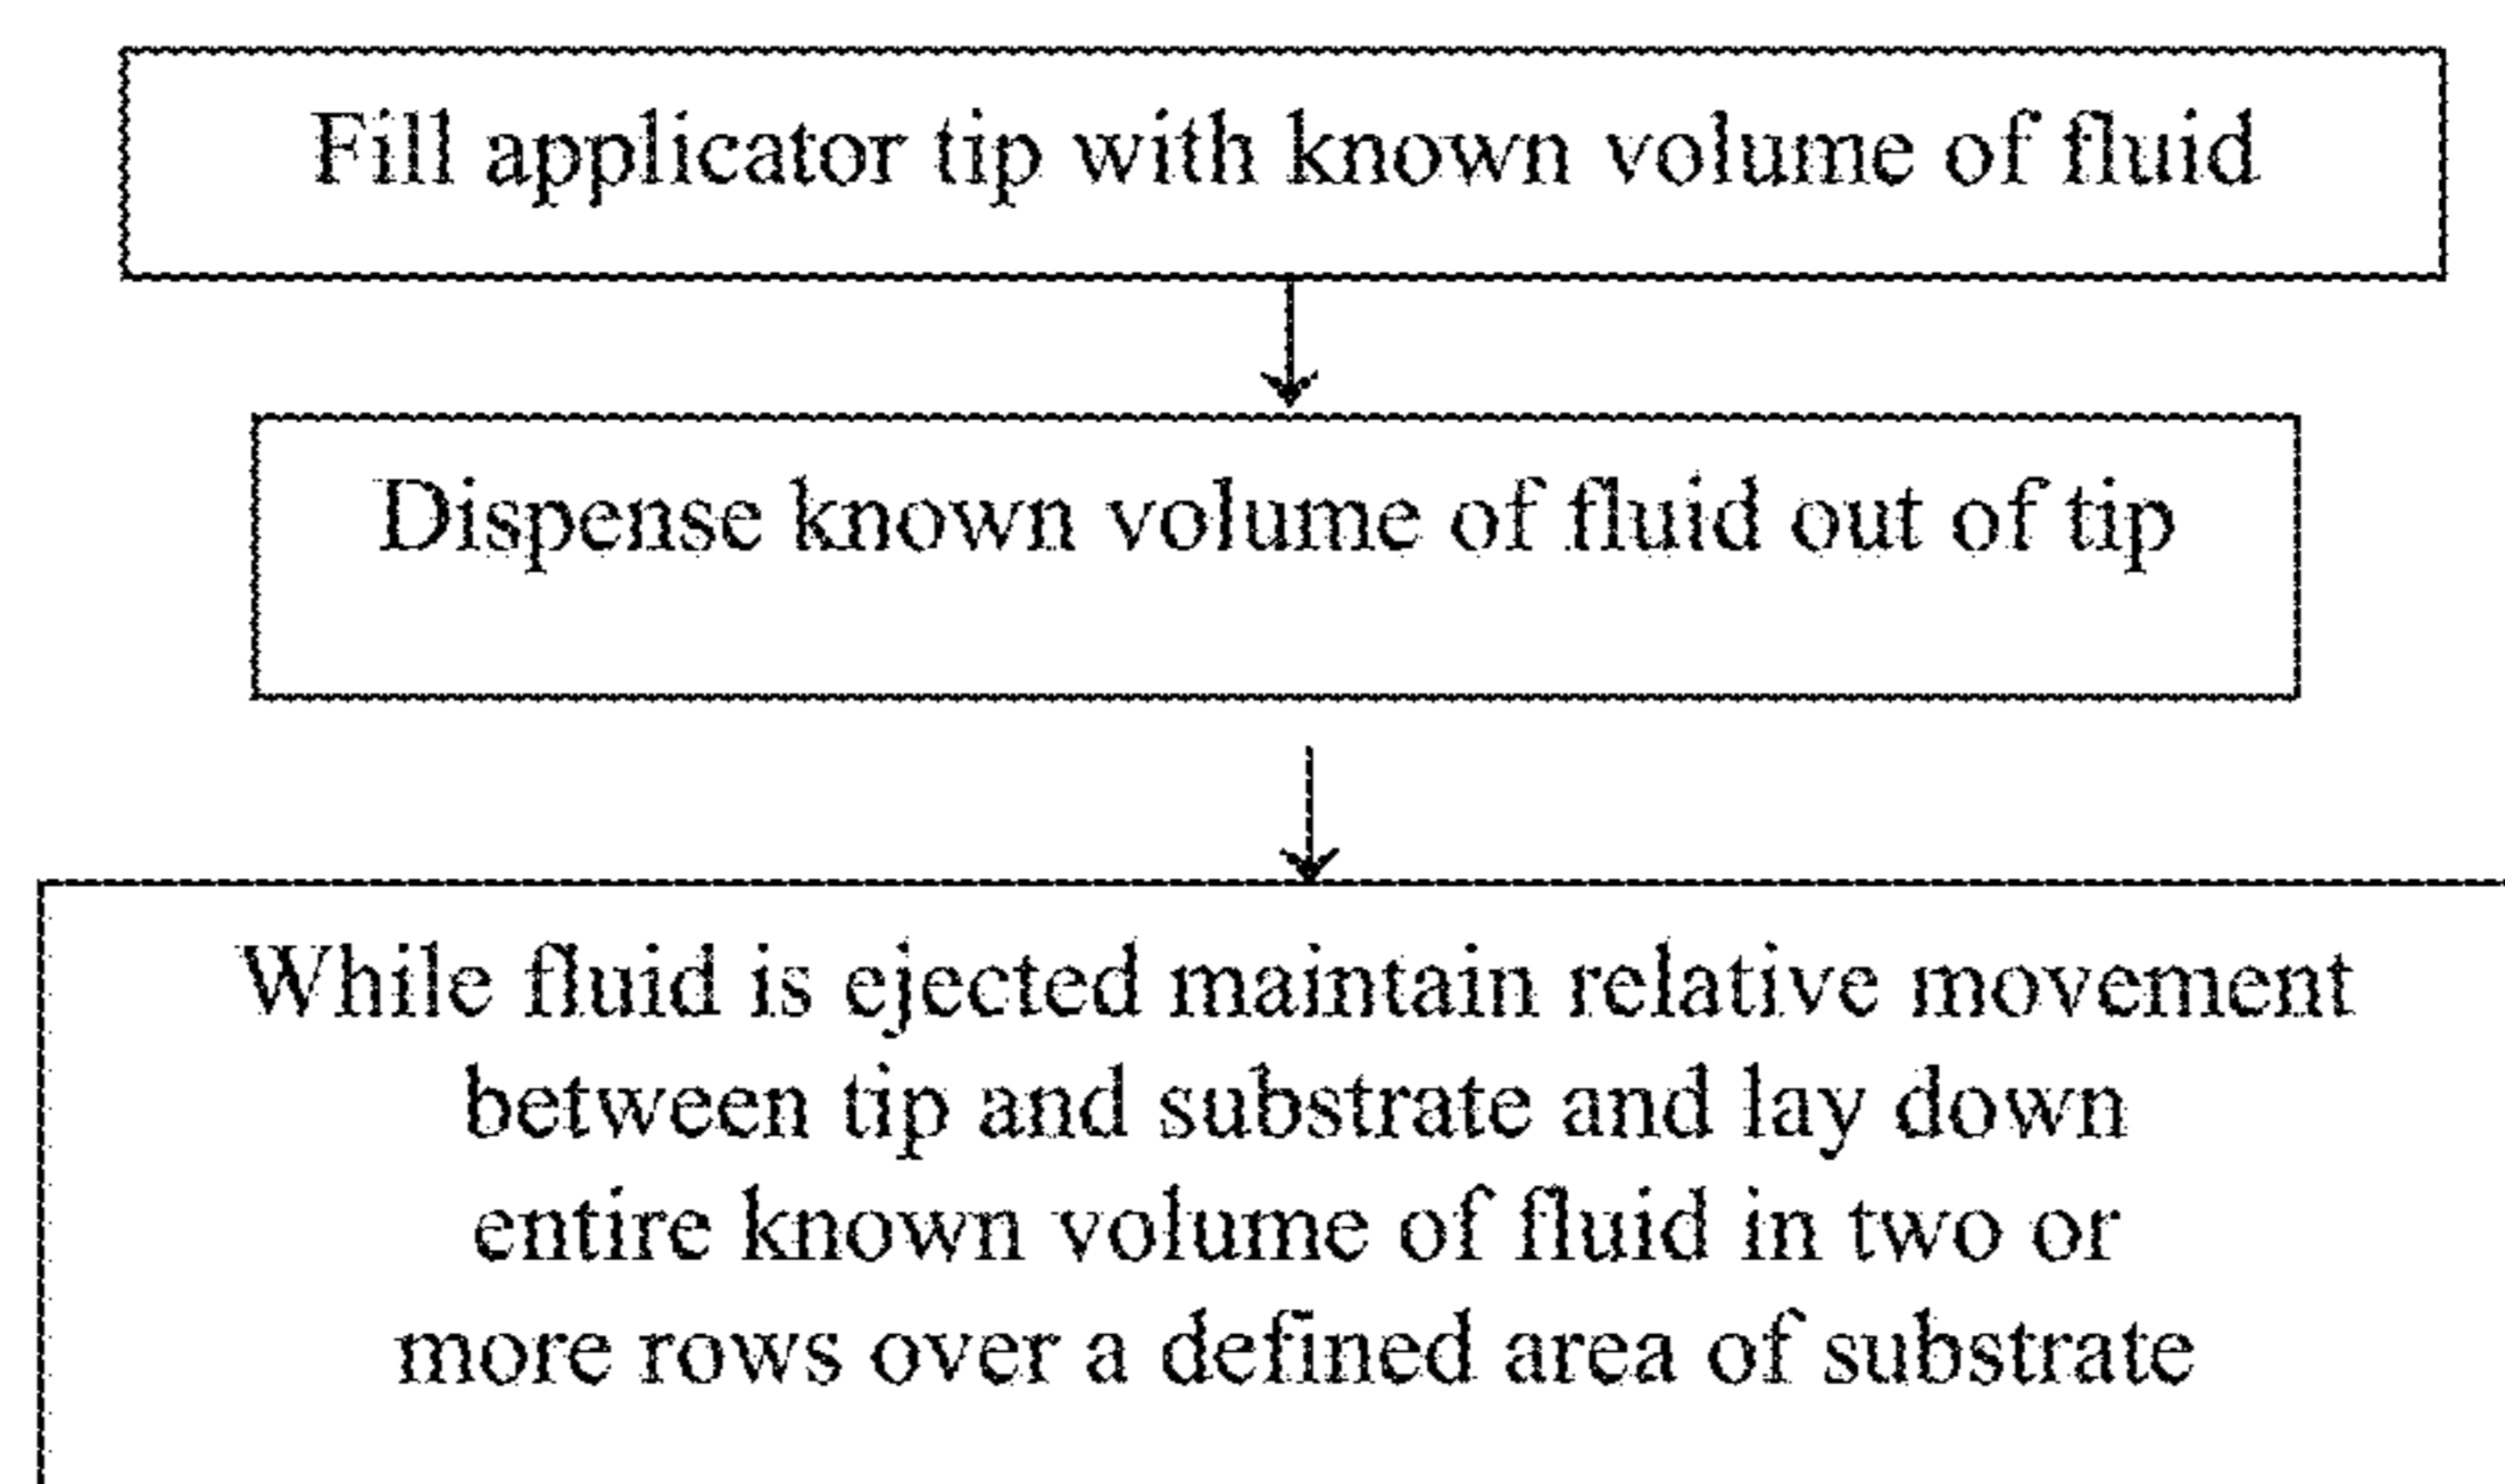 Fill applicator tip with known volume of fluid
Dispense known volume of fluid out of tip
While fluid is ejected maintain relative movement
between tip and substrate and lay down
entire known volume of fluid in two or
more rows over a defined area of substrate